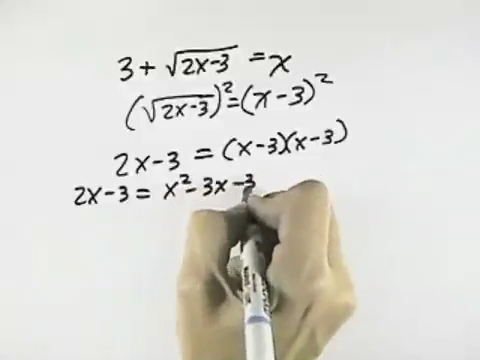 3 + √(2x-3) = x
(√(2x-3))² = (x-3)²
2x-3 = (x-3)(x-3)
2x-3 = x² - 3x - 3